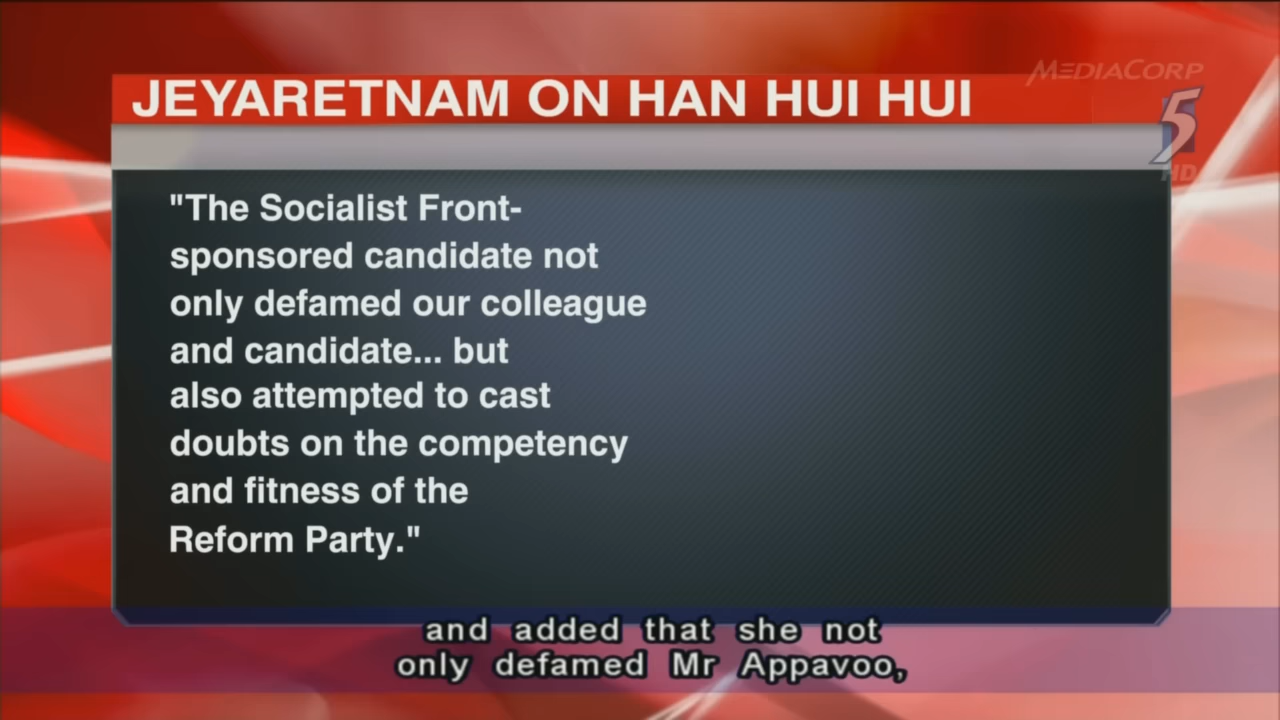 JEYARETNAM ON HAN HUI HUI
MEDIACORP
5
HD
"The Socialist Front-
sponsored candidate not
only defamed our colleague
and candidate... but
also attempted to cast
doubts on the competency
and fitness of the
Reform Party."
and added that she not
only defamed Mr Appavoo,